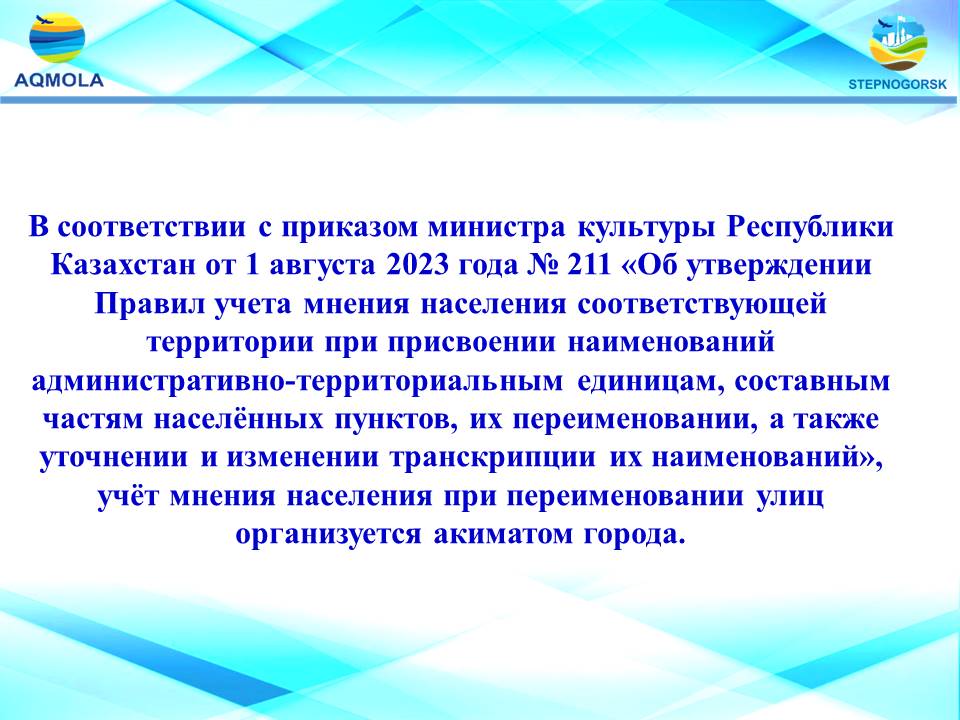 AQMOLA
STEPNOGORSK
В соответствии с приказом министра культуры Республики
Казахстан от 1 августа 2023 года № 211 «Об утверждении
Правил учета мнения населения соответствующей
территории при присвоении наименований
административно-территориальным единицам, составным
частям населённых пунктов, их переименовании, а также
уточнении и изменении транскрипции их наименований»,
учёт мнения населения при переименовании улиц
организуется акиматом города.